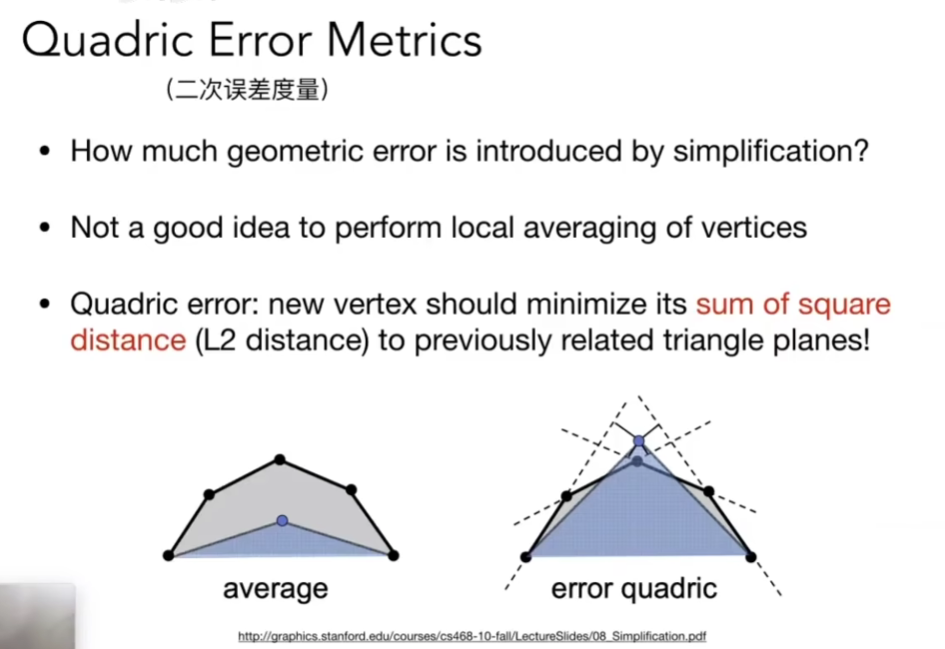 Quadric Error Metrics
(二次误差度量)
• How much geometric error is introduced by simplification?
• Not a good idea to perform local averaging of vertices
• Quadric error: new vertex should minimize its sum of square
distance (L2 distance) to previously related triangle planes!
average
error quadric
http://graphics.stanford.edu/courses/cs468-10-fall/LectureSlides/08_Simplification.pdf